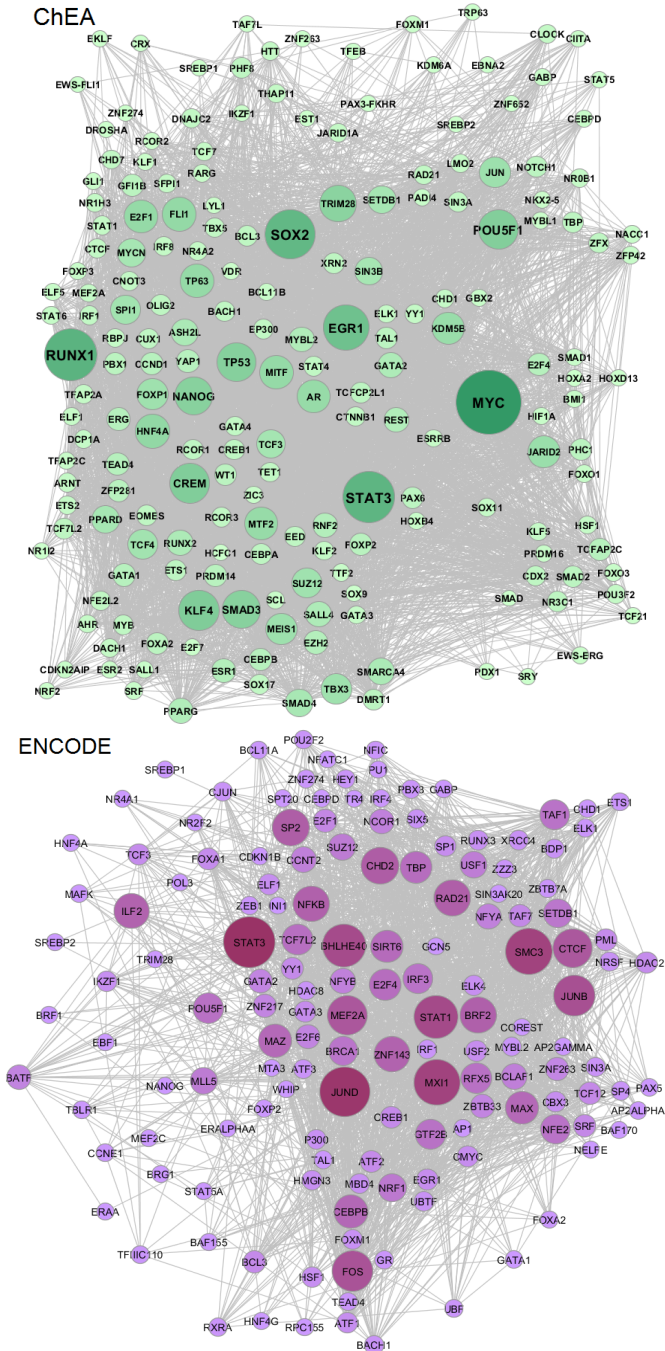 ChEA
TRP63
TAF7L
FOXM1
EKLF
CRX
HTT
ZNF263
CLOCK
CIITA
TFEB
SREBP1
PHF8
KDM6A
EBNA2
GABP
STAT5
EWS-FLI1
THAP11
PAX3-FKHR
ZNF652
ZNF274
DNAJC2
IKZF1
EST1
SREBP2
CEBPD
DROSHA
RCOR2
TCF7
JARID1A
CHD7
KLF1
RARG
LMO2
JUN
NOTCH1
GLI1
GFI1B
SFPI1
RAD21
NR0B1
NR1H3
LYL1
TRIM28
SETDB1
PADI4
SIN3A
NKX2-5
E2F1
FLI1
STAT1
TBX5
BCL3
SOX2
POU5F1
MYBL1
TBP
NACC1
CTCF
MYCN
IRF8
NR4A2
XRN2
ZFX
ZFP42
FOXP3
CNOT3
TP63
VDR
SIN3B
ELF5
MEF2A
BCL11B
CHD1
GBX2
STAT6
IRF1
SPI1
OLIG2
BACH1
ELK1
YY1
RUNX1
RBPJ
CUX1
ASH2L
EP300
MYBL2
EGR1
TAL1
KDM5B
PBX1
CCND1
YAP1
TP53
MITF
STAT4
GATA2
SMAD1
E2F4
HOXA2
HOXD13
TFAP2A
FOXP1
NANOG
AR
TCFCP2L1
MYC
BMI1
ELF1
ERG
GATA4
CTNNB1
REST
HIF1A
DCP1A
HNF4A
RCOR1
CREB1
TCF3
ESRRB
JARID2
PHC1
TFAP2C
TEAD4
WT1
TET1
FOXO1
ARNT
ZFP281
CREM
ZIC3
STAT3
PAX6
ETS2
SOX11
TCF7L2
PPARD
EOMES
RCOR3
MTF2
RNF2
HOXB4
HSF1
NR1I2
TCF4
RUNX2
HCFC1
CEBPA
EED
KLF2
FOXP2
KLF5
TCFAP2C
PRDM16
GATA1
ETS1
PRDM14
TTF2
CDX2
SMAD2
FOXO3
NFE2L2
SUZ12
SCL
SOX9
SMAD
NR3C1
POU3F2
AHR
MYB
KLF4
SMAD3
SALL4
GATA3
TCF21
DACH1
FOXA2
E2F7
MEIS1
EZH2
CDKN2AIP
ESR2
SALL1
ESR1
CEBPB
SMARCA4
PDX1
EWS-ERG
NRF2
SRF
SOX17
TBX3
SRY
PPARG
SMAD4
DMRT1
ENCODE
POU2F2
BCL11A
NFATC1
NFIC
SREBP1
ZNF274
HEY1
PU1
NR4A1
CJUN
SPT20
CEBPD
TR4
IRF4
PBX3
GABP
ETS1
NR2F2
SP2
E2F1
NCOR1
SIX5
TAF1
CHD1
ELK1
HNF4A
TCF3
FOXA1
CDKN1B
SUZ12
SP1
RUNX3
XRCC4
BDP1
CCNT2
CHD2
TBP
USF1
ZZZ3
MAFK
POL3
ELF1
ZEB1
INI1
NFKB
RAD21
SIN3AK20
ZBTB7A
ILF2
NFYA
TAF7
SETDB1
SREBP2
STAT3
TCF7L2
BHLHE40
SIRT6
GCN5
SMC3
CTCF
PML
NRSF
HDAC2
TRIM28
YY1
IKZF1
GATA2
HDAC8
NFYB
E2F4
IRF3
ELK4
JUNB
BRF1
POU5F1
ZNF217
GATA3
MEF2A
STAT1
BRF2
COREST
EBF1
MAZ
E2F6
BRCA1
ZNF143
IRF1
USF2
MYBL2
AP2GAMMA
BATF
MTA3
ATF3
RFX5
BCLAF1
ZNF263
SIN3A
NANOG
MLL5
WHIP
JUND
MXI1
TCF12
SP4
PAX5
TBLR1
FOXP2
CREB1
ZBTB33
MAX
CBX3
AP2ALPHA
MEF2C
ERALPHAA
GTF2B
AP1
NFE2
SRF
BAF170
CCNE1
P300
TAL1
ATF2
CMYC
NELFE
BRG1
STAT5A
HMGN3
MBD4
NRF1
EGR1
UBTF
ERAA
CEBPB
FOXA2
BAF155
FOXM1
TFIIIC110
BCL3
HSF1
FOS
GR
GATA1
TEAD4
UBF
RXRA
HNF4G
RPC155
ATF1
BACH1